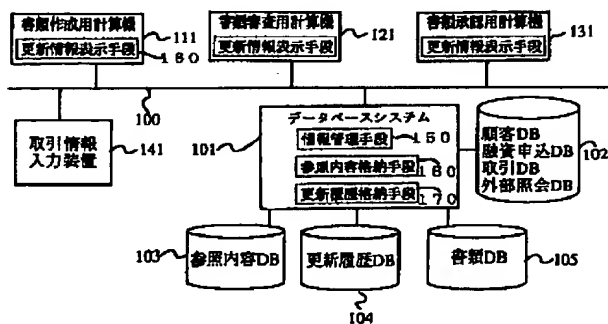 書類作成用計算機
更新情報表示手段
111
180
書類審査用計算機
更新情報表示手段
121
書類承認用計算機
更新情報表示手段
131
100
取引情報
入力装置
141
101
データベースシステム
情報管理手段
150
参照内容格納手段
160
更新履歴格納手段
170
顧客DB
融資申込DB
取引DB
外部照会DB
102
103
参照内容DB
更新履歴DB
104
書類DB
105